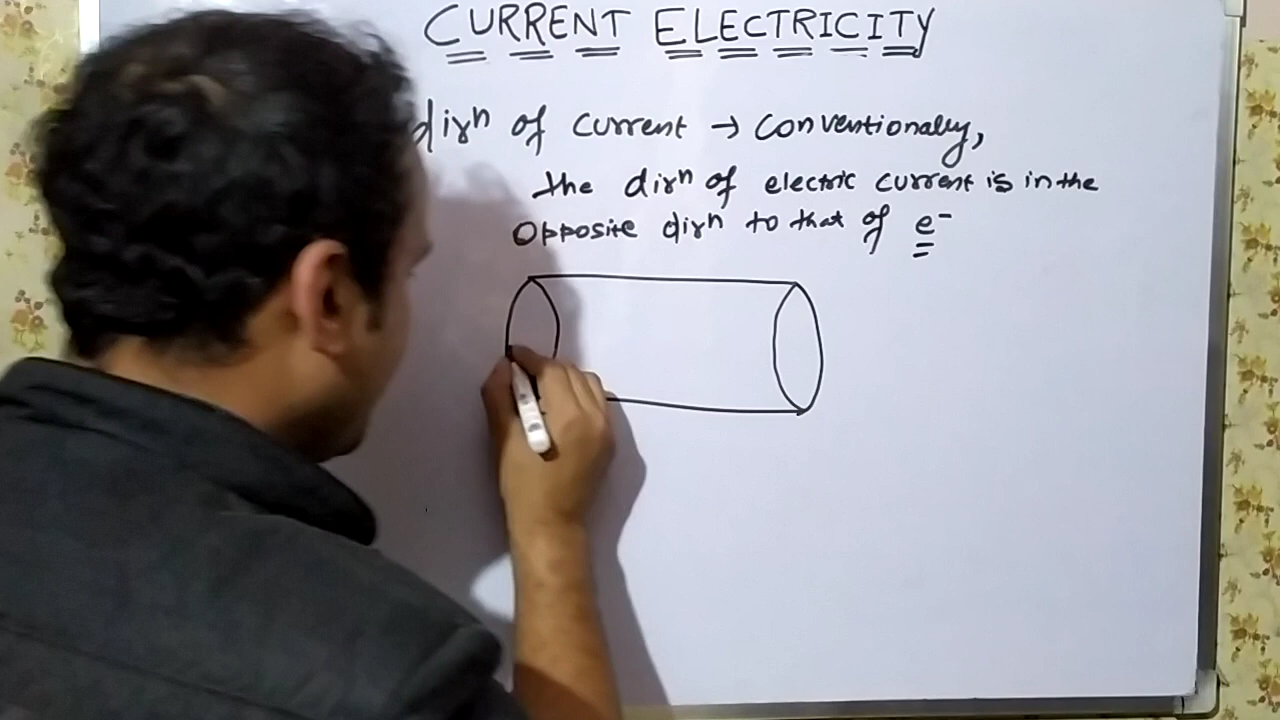 CURRENT ELECTRICITY
dirⁿ of current → conventionally,
the dirⁿ of electric current is in the
opposite dirⁿ to that of e⁻